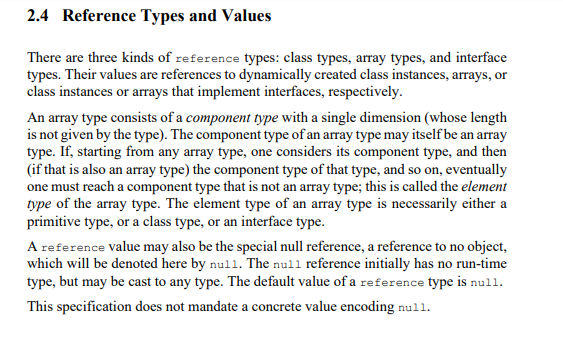 2.4 Reference Types and Values
There are three kinds of reference types: class types, array types, and interface
types. Their values are references to dynamically created class instances, arrays, or
class instances or arrays that implement interfaces, respectively.
An array type consists of a component type with a single dimension (whose length
is not given by the type). The component type of an array type may itself be an array
type. If, starting from any array type, one considers its component type, and then
(if that is also an array type) the component type of that type, and so on, eventually
one must reach a component type that is not an array type; this is called the element
type of the array type. The element type of an array type is necessarily either a
primitive type, or a class type, or an interface type.
A reference value may also be the special null reference, a reference to no object,
which will be denoted here by null. The null reference initially has no run-time
type, but may be cast to any type. The default value of a reference type is null.
This specification does not mandate a concrete value encoding null.